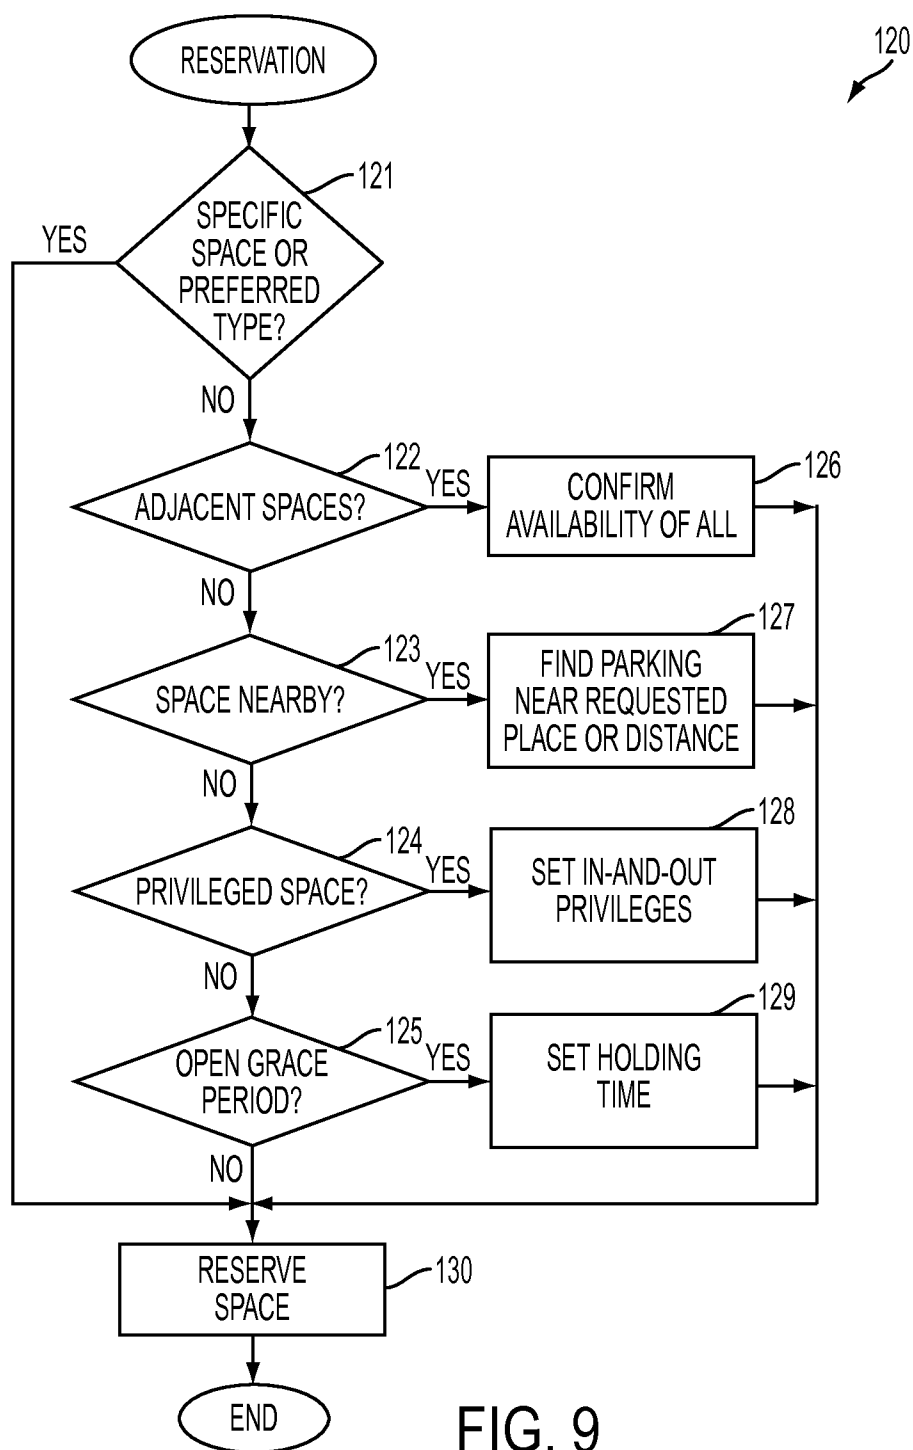 RESERVATION
120
121
SPECIFIC
SPACE OR
PREFERRED
TYPE?
YES
NO
122
ADJACENT SPACES?
YES
CONFIRM
AVAILABILITY OF ALL
126
NO
123
SPACE NEARBY?
YES
FIND PARKING
NEAR REQUESTED
PLACE OR DISTANCE
127
NO
124
PRIVILEGED SPACE?
YES
SET IN-AND-OUT
PRIVILEGES
128
NO
125
OPEN GRACE
PERIOD?
YES
SET HOLDING
TIME
129
NO
RESERVE
SPACE
130
END
FIG. 9